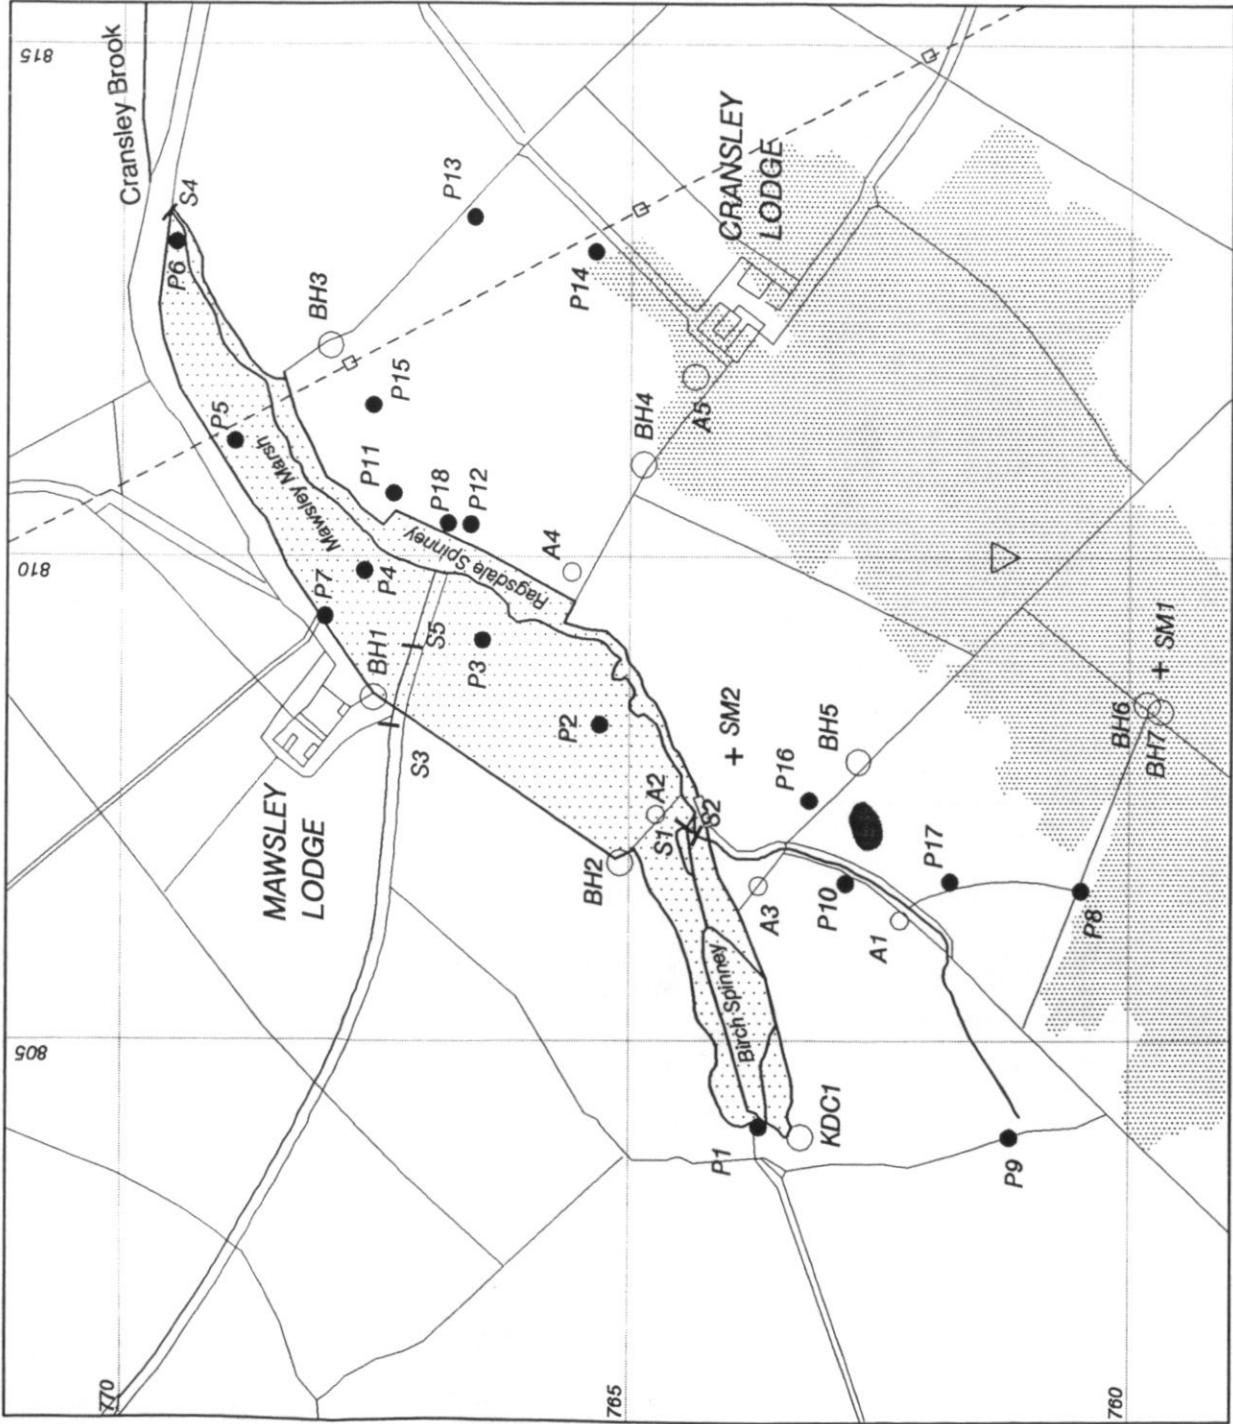 815
Cransley Brook
S4
P6
P13
CRANSLEY
LODGE
P14
BH3
P15
P5
Mawsley Marsh
BH4
A5
P11
P18
P12
810
Ragsdale Spinney
A4
P7
P4
BH1
S5
P3
SM1
S3
P2
SM2
BH6
BH7
MAWSLEY
LODGE
A2
P16
BH5
S1
S2
BH2
A3
P10
P17
A1
P8
Birch Spinney
805
P1
KDC1
P9
770
765
760